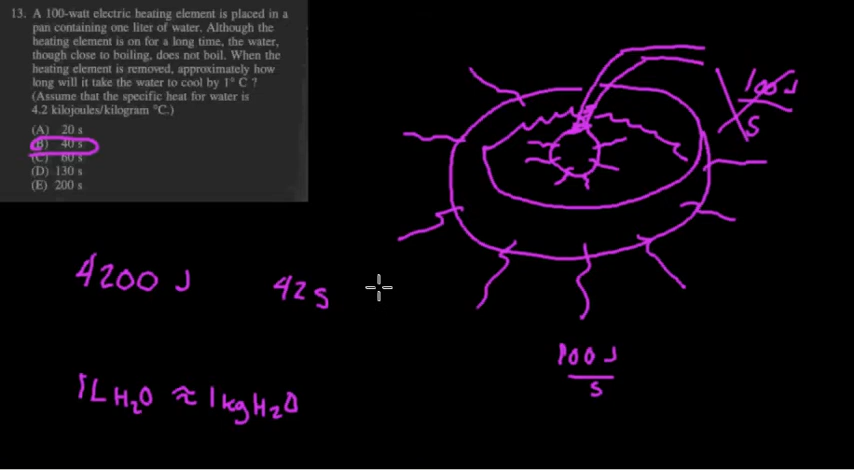 13. A 100-watt electric heating element is placed in a
pan containing one liter of water. Although the
heating element is on for a long time, the water,
though close to boiling, does not boil. When the
heating element is removed, approximately how
long will it take the water to cool by 1° C ?
(Assume that the specific heat for water is
4.2 kilojoules/kilogram °C.)
(A) 20 s
(B) 40 s
(C) 60 s
(D) 130 s
(E) 200 s
100 J
s
4200 J
42 s
100 J
s
1L H₂O ≈ 1kg H₂O